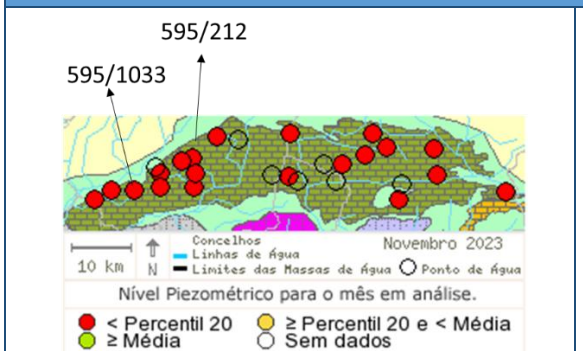 595/212
595/1033
Concelhos
Novembro 2023
Linhas de Água
10 km
N
Limites das Massas de Água
Ponto de Água
Nível Piezométrico para o mês em análise.
< Percentil 20
≥ Percentil 20 e < Média
≥ Média
Sem dados